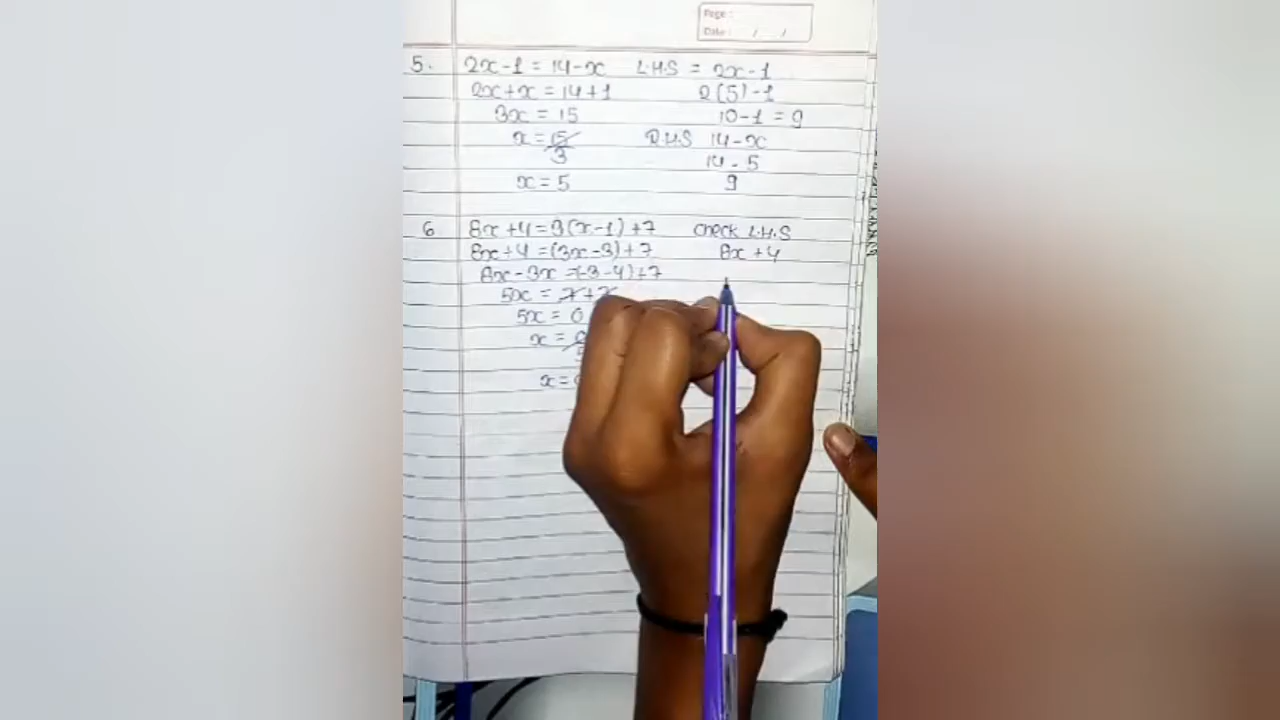 Page :
Date : / /
5. 2x-1 = 14-x L.H.S = 2x-1
2x+x = 14+1 2(5)-1
3x = 15 10-1 = 9
x = 15/3 R.H.S 14-x
14-5
x = 5 9
6 8x+4=3(x-1)+7 check L.H.S
8x+4=(3x-3)+7 8x+4
8x-3x=(-3-4)+7
5x = -7+7
5x = 0
x =
x =